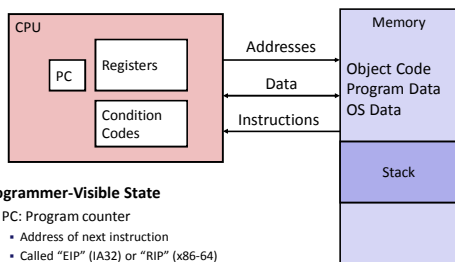 CPU
PC
Registers
Condition
Codes
Addresses
Data
Instructions
Memory
Object Code
Program Data
OS Data
Stack
ogrammer-Visible State
PC: Program counter
▪ Address of next instruction
▪ Called “EIP” (IA32) or “RIP” (x86-64)